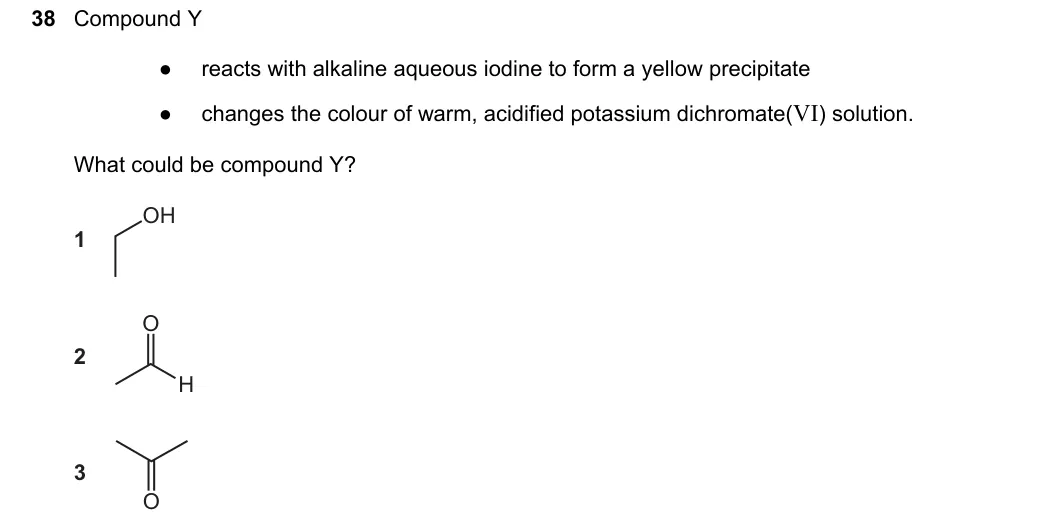 38 Compound Y
● reacts with alkaline aqueous iodine to form a yellow precipitate
● changes the colour of warm, acidified potassium dichromate(VI) solution.
What could be compound Y?
OH
1
O
2
H
3
O